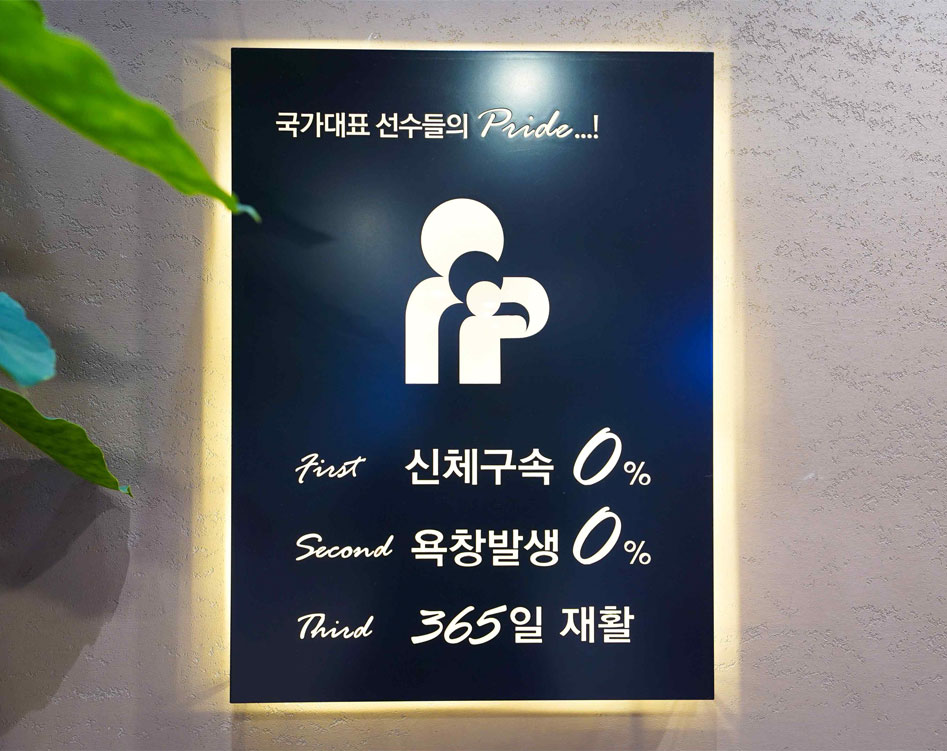 국가대표 선수들의 Pride...!
First 신체구속 0%
Second 욕창발생 0%
Third 365일 재활